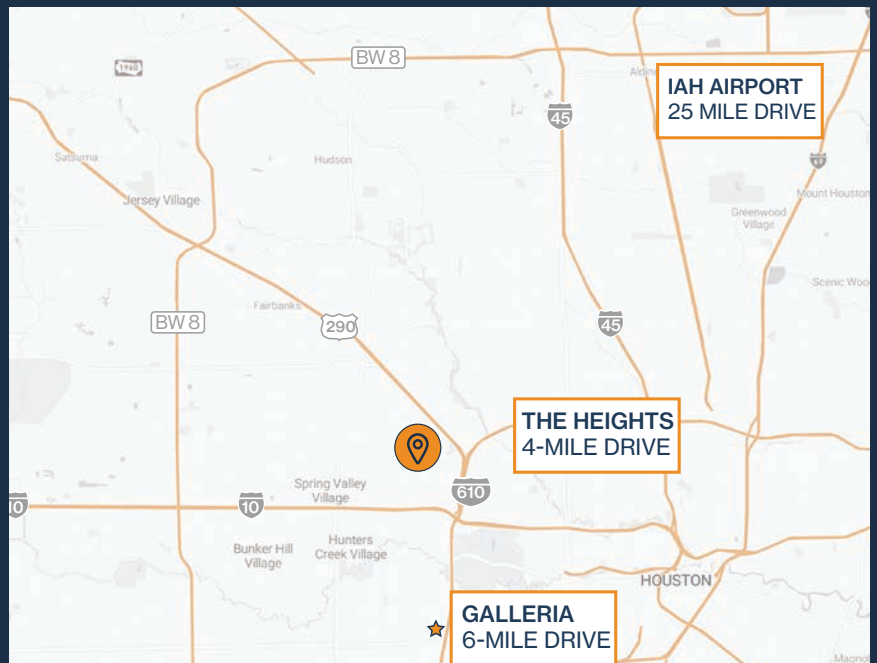 BW 8
1960
IAH AIRPORT
25 MILE DRIVE
45
Satsuma
Hudson
69
Jersey Village
Mount Houston
Greenwood
Village
Scenic Woo
Fairbanks
BW 8
290
45
THE HEIGHTS
4-MILE DRIVE
Spring Valley
Village
610
10
10
Bunker Hill
Village
Hunters
Creek Village
HOUSTON
GALLERIA
6-MILE DRIVE
Magnol